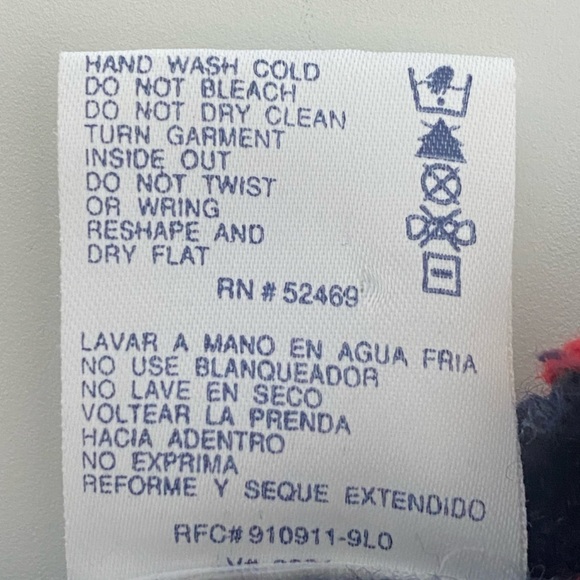 HAND WASH COLD
DO NOT BLEACH
DO NOT DRY CLEAN
TURN GARMENT
INSIDE OUT
DO NOT TWIST
OR WRING
RESHAPE AND
DRY FLAT
RN # 52469
LAVAR A MANO EN AGUA FRIA
NO USE BLANQUEADOR
NO LAVE EN SECO
VOLTEAR LA PRENDA
HACIA ADENTRO
NO EXPRIMA
REFORME Y SEQUE EXTENDIDO
RFC# 910911-9L0